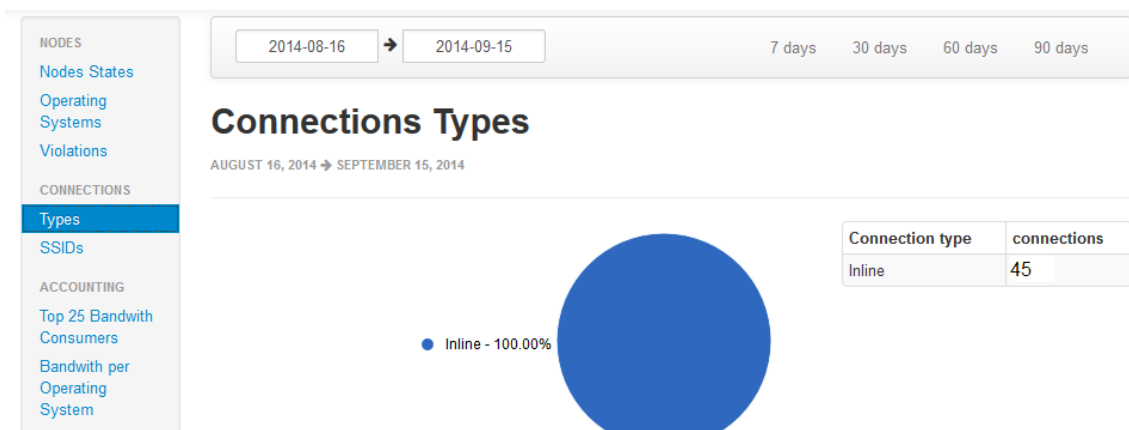 NODES
Nodes States
Operating
Systems
Violations
CONNECTIONS
Types
SSIDs
ACCOUNTING
Top 25 Bandwith
Consumers
Bandwith per
Operating
System
2014-08-16 ➔ 2014-09-15
7 days 30 days 60 days 90 days
Connections Types
AUGUST 16, 2014 ➔ SEPTEMBER 15, 2014
Inline - 100.00%
Connection type connections
Inline 45